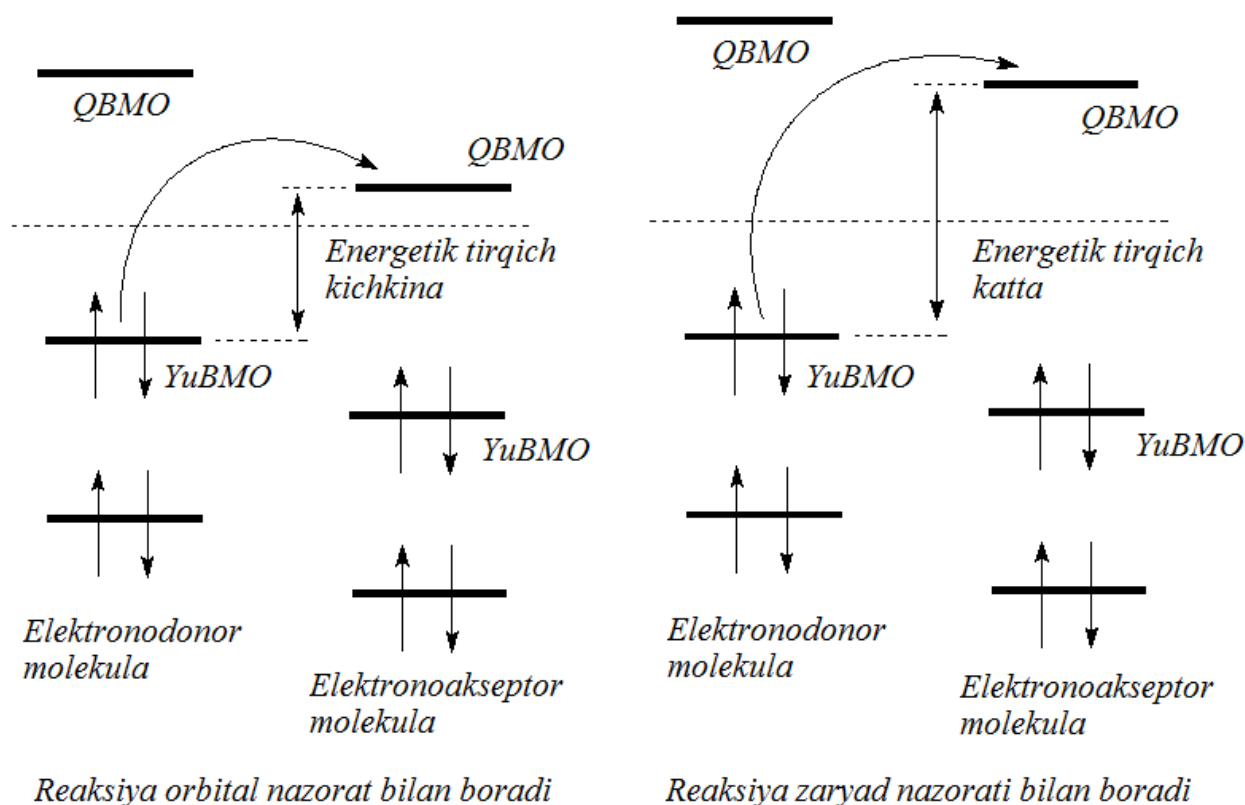 QBMO
QBMO
Energetik tirqich
kichkina
YuBMO
YuBMO
Elektronodonor
molekula
Elektronoakseptor
molekula
Reaksiya orbital nazorat bilan boradi
QBMO
QBMO
Energetik tirqich
katta
YuBMO
YuBMO
Elektronodonor
molekula
Elektronoakseptor
molekula
Reaksiya zaryad nazorati bilan boradi